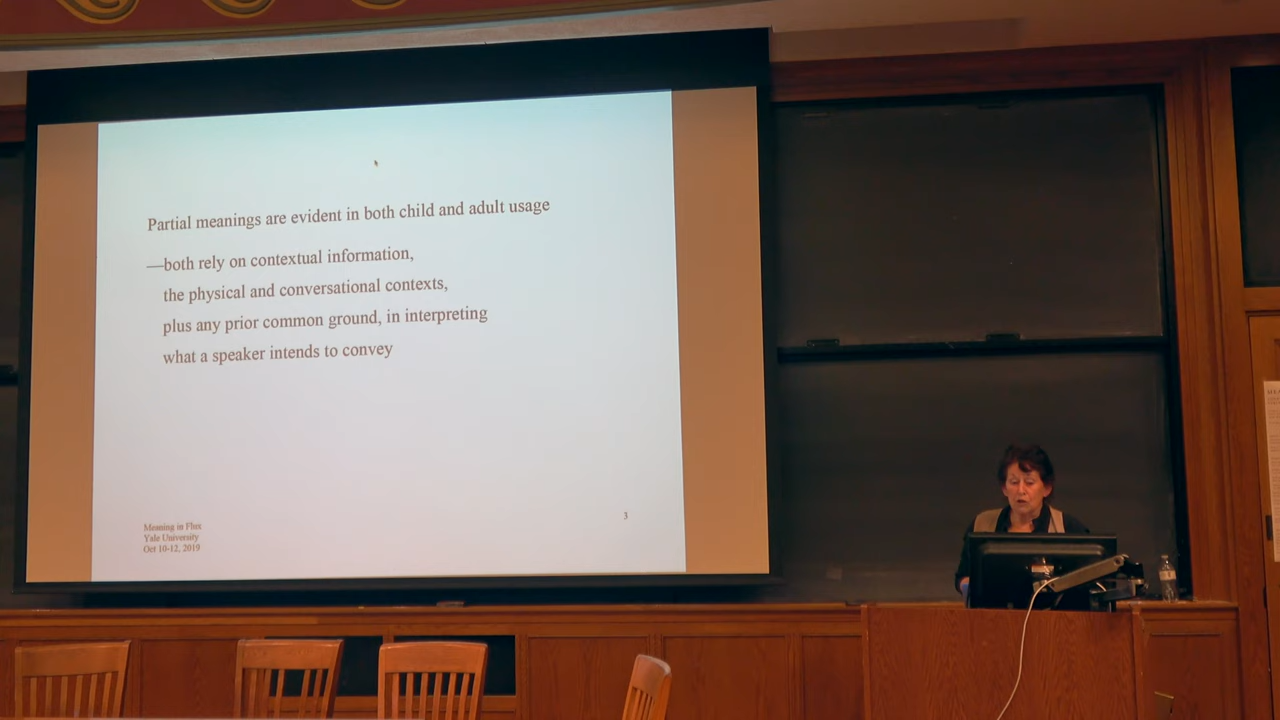 Partial meanings are evident in both child and adult usage
—both rely on contextual information,
the physical and conversational contexts,
plus any prior common ground, in interpreting
what a speaker intends to convey
Meaning in Flux
Yale University
Oct 10-12, 2019
3